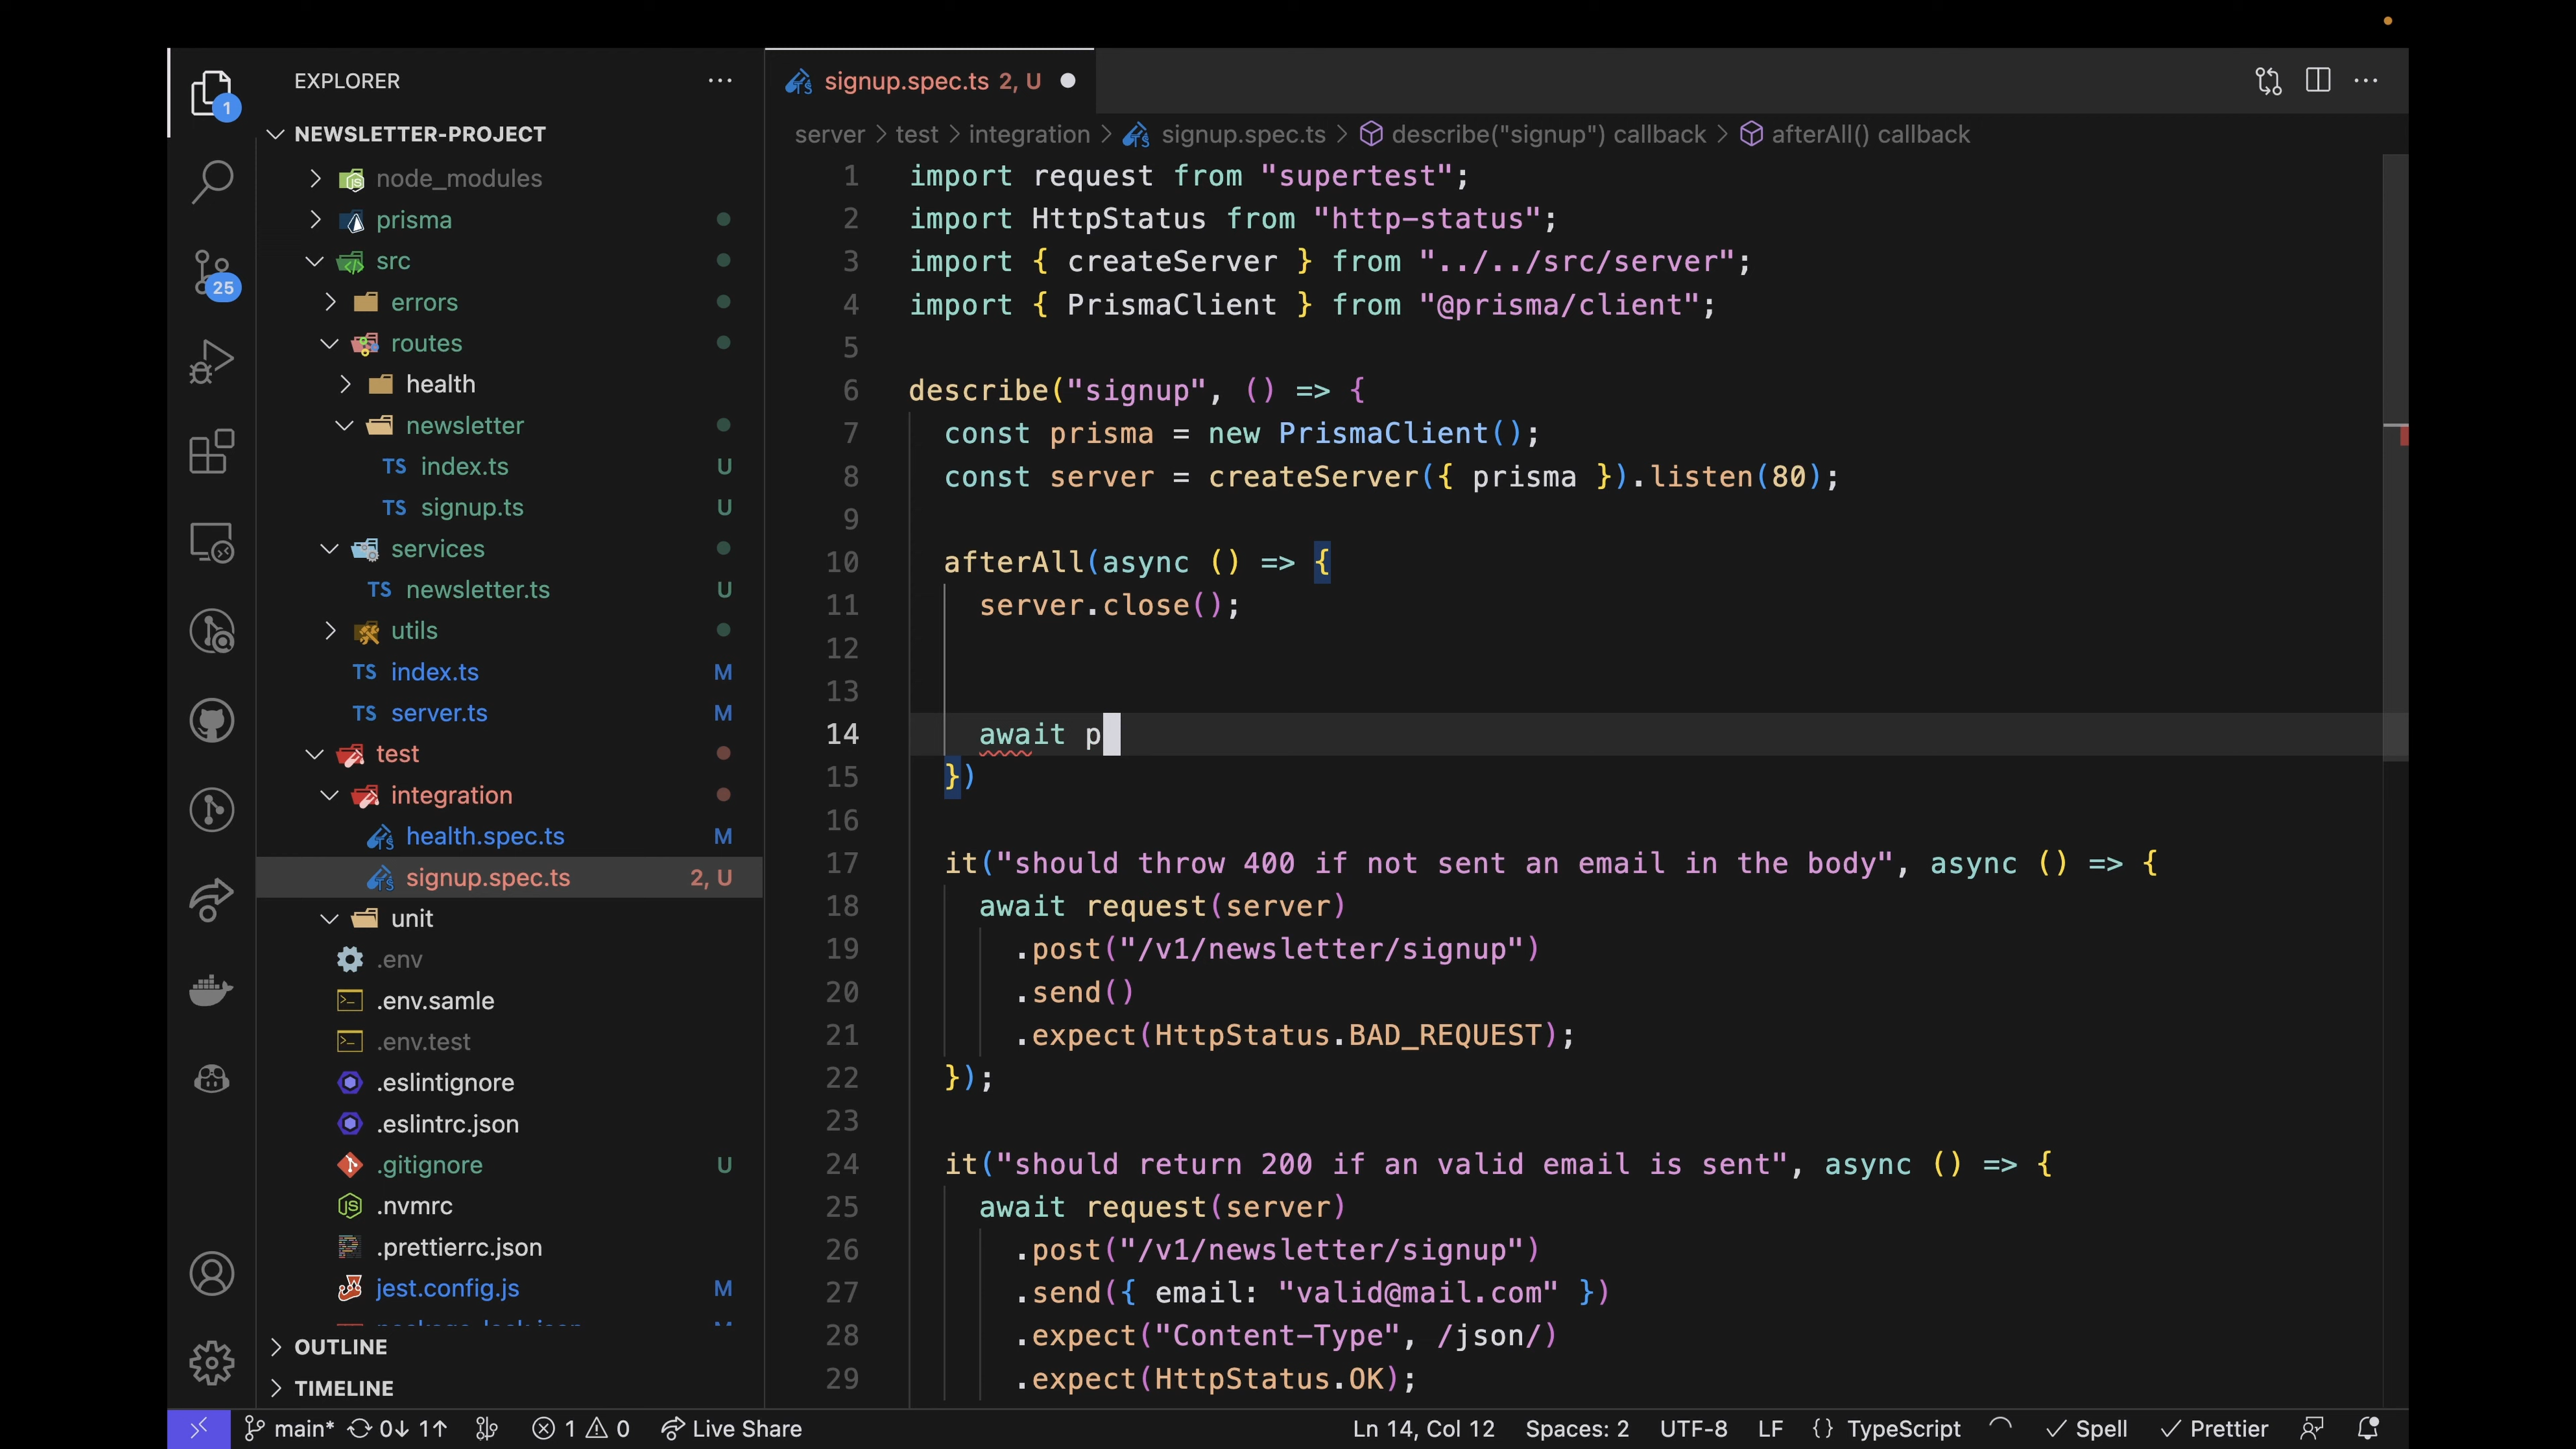 EXPLORER
NEWSLETTER-PROJECT
node_modules
prisma
src
errors
routes
health
newsletter
TS index.ts U
TS signup.ts U
services
TS newsletter.ts U
utils
TS index.ts M
TS server.ts M
test
integration
health.spec.ts M
signup.spec.ts 2, U
unit
.env
.env.samle
.env.test
.eslintignore
.eslintrc.json
.gitignore U
.nvmrc
.prettierrc.json
jest.config.js M
OUTLINE
TIMELINE
1
25
signup.spec.ts 2, U
server > test > integration > signup.spec.ts > describe("signup") callback > afterAll() callback
1 import request from "supertest";
2 import HttpStatus from "http-status";
3 import { createServer } from "../../src/server";
4 import { PrismaClient } from "@prisma/client";
5
6 describe("signup", () => {
7 const prisma = new PrismaClient();
8 const server = createServer({ prisma }).listen(80);
9
10 afterAll(async () => {
11 server.close();
12
13
14 await p
15 })
16
17 it("should throw 400 if not sent an email in the body", async () => {
18 await request(server)
19 .post("/v1/newsletter/signup")
20 .send()
21 .expect(HttpStatus.BAD_REQUEST);
22 });
23
24 it("should return 200 if an valid email is sent", async () => {
25 await request(server)
26 .post("/v1/newsletter/signup")
27 .send({ email: "valid@mail.com" })
28 .expect("Content-Type", /json/)
29 .expect(HttpStatus.OK);
main* 0↓ 1↑ 1 0 Live Share Ln 14, Col 12 Spaces: 2 UTF-8 LF {} TypeScript Spell Prettier